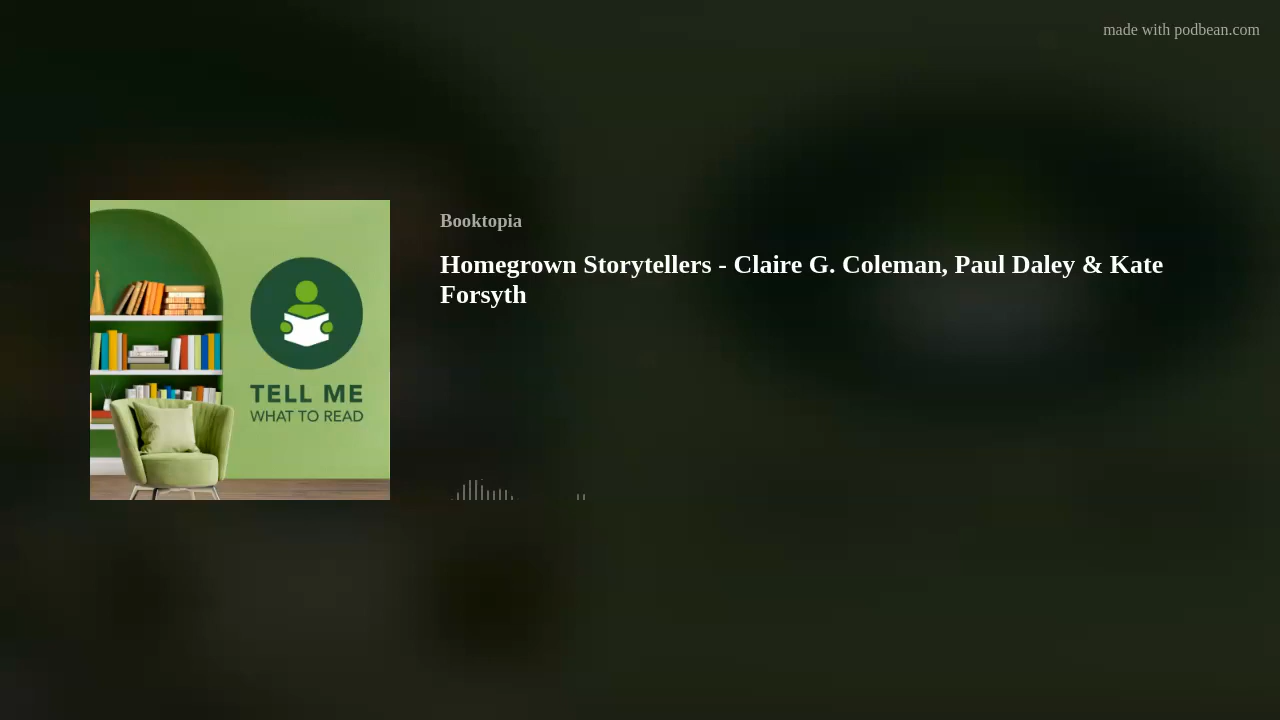 made with podbean.com
Booktopia
Homegrown Storytellers - Claire G. Coleman, Paul Daley & Kate
Forsyth
TELL ME
WHAT TO READ